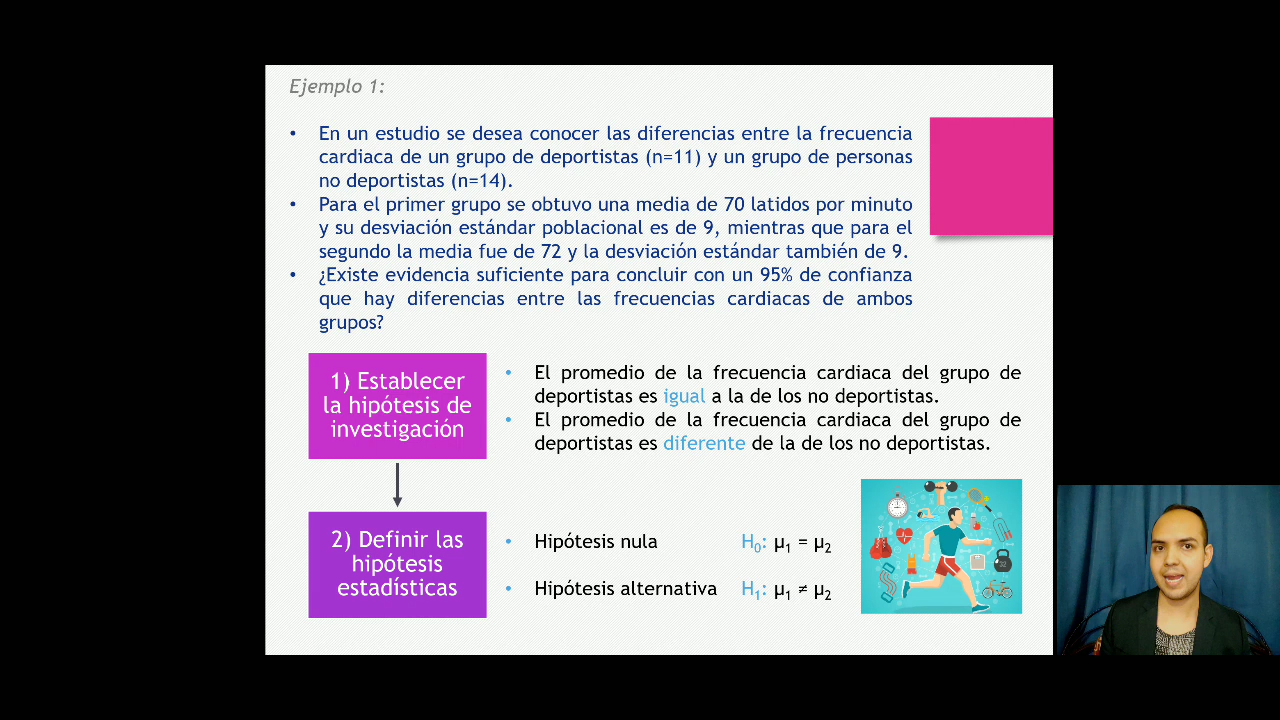 Ejemplo 1:
• En un estudio se desea conocer las diferencias entre la frecuencia
cardiaca de un grupo de deportistas (n=11) y un grupo de personas
no deportistas (n=14).
• Para el primer grupo se obtuvo una media de 70 latidos por minuto
y su desviación estándar poblacional es de 9, mientras que para el
segundo la media fue de 72 y la desviación estándar también de 9.
• ¿Existe evidencia suficiente para concluir con un 95% de confianza
que hay diferencias entre las frecuencias cardiacas de ambos
grupos?
1) Establecer
la hipótesis de
investigación
• El promedio de la frecuencia cardiaca del grupo de
deportistas es igual a la de los no deportistas.
• El promedio de la frecuencia cardiaca del grupo de
deportistas es diferente de la de los no deportistas.
2) Definir las
hipótesis
estadísticas
• Hipótesis nula H₀: μ₁ = μ₂
• Hipótesis alternativa H₁: μ₁ ≠ μ₂